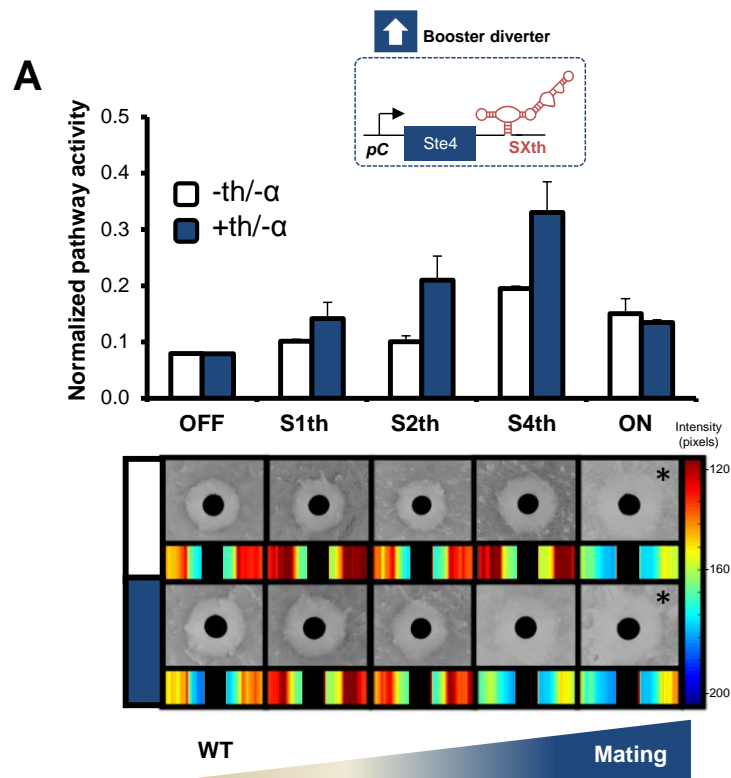 Booster diverter
A
pC
Ste4
SXth
Normalized pathway activity
0.5
0.4
0.3
0.2
0.1
0.0
-th/-α
+th/-α
OFF
S1th
S2th
S4th
ON
Intensity
(pixels)
*
*
-120
-160
-200
WT
Mating